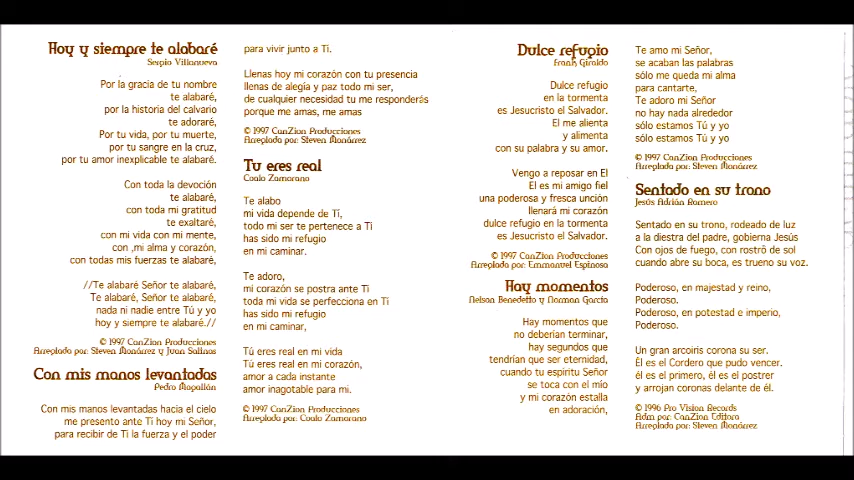 Hoy y siempre te alabaré
Sergio Villanueva
Por la gracia de tu nombre
te alabaré,
por la historia del calvario
te adoraré,
Por tu vida, por tu muerte,
por tu sangre en la cruz,
por tu amor inexplicable te alabaré.
Con toda la devoción
te alabaré,
con toda mi gratitud
te exaltaré,
con mi vida con mi mente,
con ,mi alma y corazón,
con todas mis fuerzas te alabaré,
//Te alabaré Señor te alabaré,
Te alabaré, Señor te alabaré,
nada ni nadie entre Tú y yo
hoy y siempre te alabaré.//
© 1997 CanZion Producciones
Arreglada por: Steven Monárrez y Juan Salinas
Con mis manos levantadas
Pedro Magallán
Con mis manos levantadas hacia el cielo
me presento ante Ti hoy mi Señor,
para recibir de Ti la fuerza y el poder
para vivir junto a Ti.
Llenas hoy mi corazón con tu presencia
llenas de alegía y paz todo mi ser,
de cualquier necesidad tu me responderás
porque me amas, me amas
© 1997 CanZion Producciones
Arreglada por: Steven Monárrez
Tu eres real
Coalo Zamorano
Te alabo
mi vida depende de Tí,
todo mi ser te pertenece a Tí
has sido mi refugio
en mi caminar.
Te adoro,
mi corazón se postra ante Tí
toda mi vida se perfecciona en Tí
has sido mi refugio
en mi caminar,
Tú eres real en mi vida
Tú eres real en mi corazón,
amor a cada instante
amor inagotable para mi.
© 1997 CanZion Producciones
Arreglada por: Coalo Zamorano
Dulce refugio
Frank Giraldo
Dulce refugio
en la tormenta
es Jesucristo el Salvador.
El me alienta
y alimenta
con su palabra y su amor.
Vengo a reposar en El
El es mi amigo fiel
una poderosa y fresca unción
llenará mi corazón
dulce refugio en la tormenta
es Jesucristo el Salvador.
© 1997 CanZion Producciones
Arreglada por: Emmanuel Espinosa
Hay momentos
Nelson Benedetto y Norman García
Hay momentos que
no deberían terminar,
hay segundos que
tendrían que ser eternidad,
cuando tu espíritu Señor
se toca con el mío
y mi corazón estalla
en adoración,
Te amo mi Señor,
se acaban las palabras
sólo me queda mi alma
para cantarte,
Te adoro mi Señor
no hay nada alrededor
sólo estamos Tú y yo
sólo estamos Tú y yo
© 1997 CanZion Producciones
Arreglada por: Steven Monárrez
Sentado en su trono
Jesús Adrián Romero
Sentado en su trono, rodeado de luz
a la diestra del padre, gobierna Jesús
Con ojos de fuego, con rostrô de sol
cuando abre su boca, es trueno su voz.
Poderoso, en majestad y reino,
Poderoso.
Poderoso, en potestad e imperio,
Poderoso.
Un gran arcoiris corona su ser.
Él es el Cordero que pudo vencer.
él es el primero, él es el postrer
y arrojan coronas delante de él.
© 1996 Pro Vision Records
Adm por: CanZion Editora
Arreglada por: Steven Monárrez